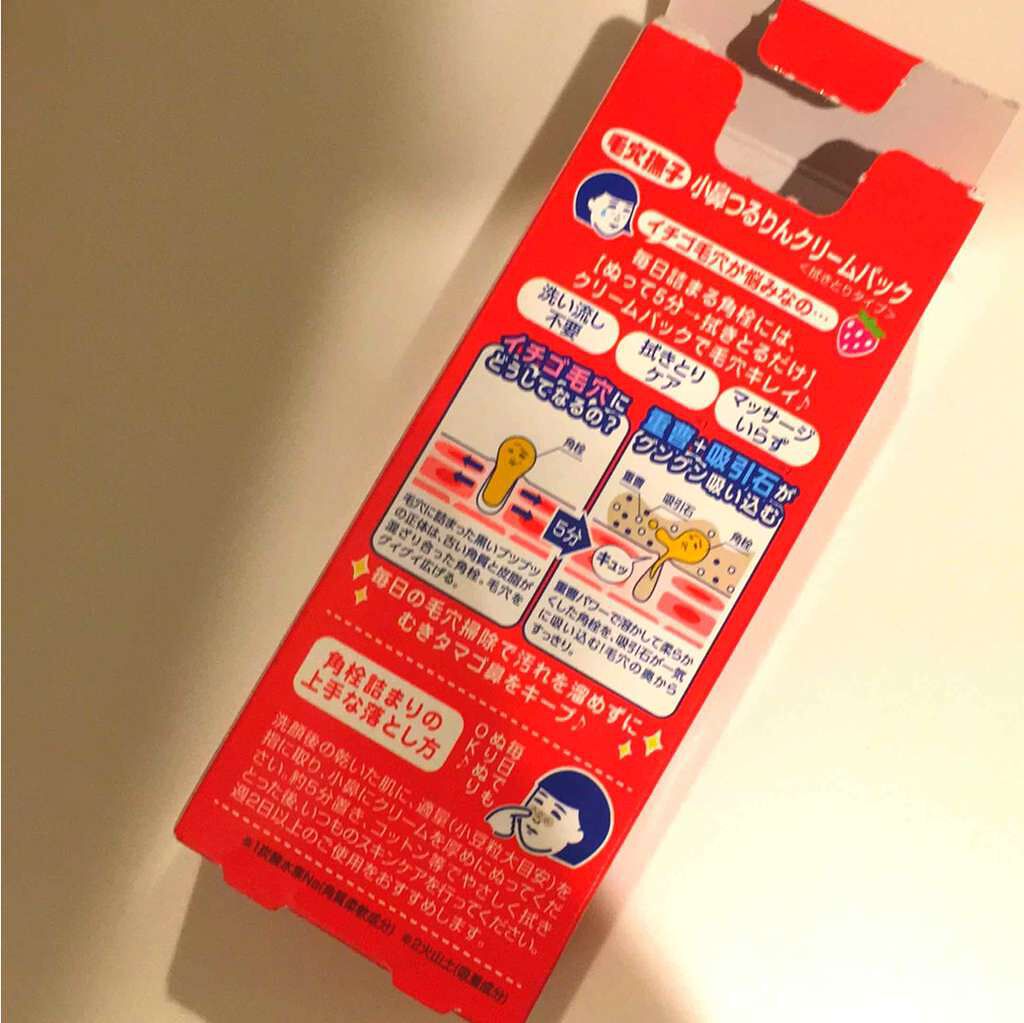 毛穴撫子
小鼻つるりんクリームパック
<拭きとりタイプ>
イチゴ毛穴が悩みなの…
毎日詰まる角栓には、
[ぬって5分→拭きとるだけ]
クリームパックで毛穴キレイ♪
洗い流し
不要
拭きとり
ケア
マッサージ
いらず
イチゴ毛穴に
どうしてなるの?
角栓
毛穴に詰まった黒いブツブツ
の正体は、古い角質と皮脂が
混ざり合った角栓。毛穴を
グイグイ広げる。
5分
重曹+吸引石が
グングン吸い込む
重曹
吸引石
角栓
キュッ
重曹パワーで溶かして柔らか
くした角栓を、吸引石が一気
に吸い込む!毛穴の奥から
すっきり。
毎日の毛穴掃除で汚れを溜めずに
むきタマゴ鼻をキープ♪
角栓詰まりの
上手な落とし方
毎日でも
ぬりぬり
OK♪
洗顔後の乾いた肌に、適量(小豆粒大目安)を
指に取り、小鼻にクリームを厚めにぬってくだ
さい。約5分置き、コットン等でやさしく拭き
とった後、いつものスキンケアを行ってください。
週2日以上のご使用をおすすめします。
※1炭酸水素Na(角質柔軟成分) ※2火山土(吸着成分)